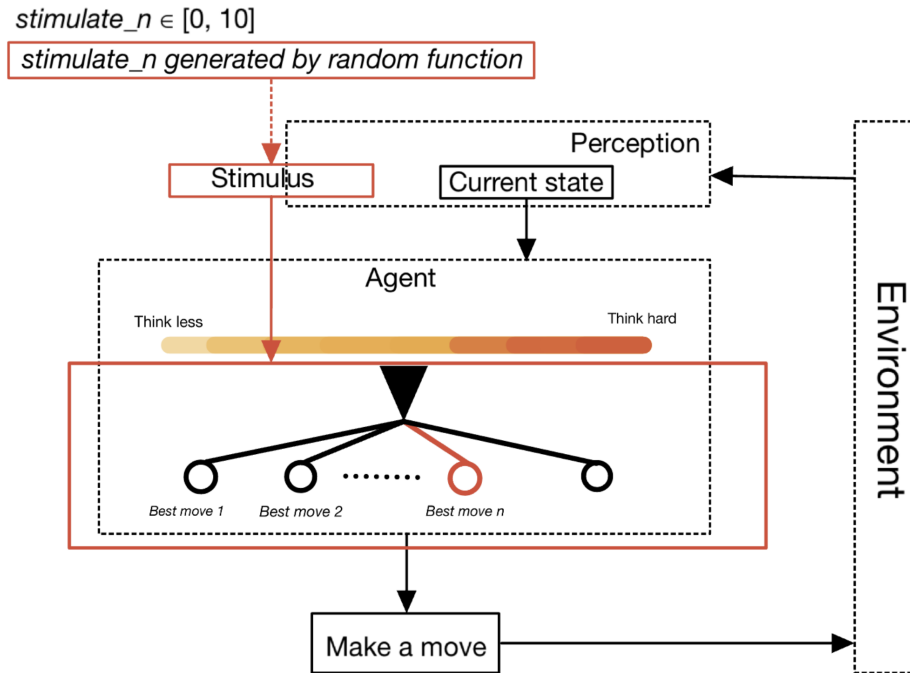 stimulate_n ∈ [0, 10]
stimulate_n generated by random function
Perception
Stimulus
Current state
Agent
Think less
Think hard
Best move 1
Best move 2
Best move n
Make a move
Environment